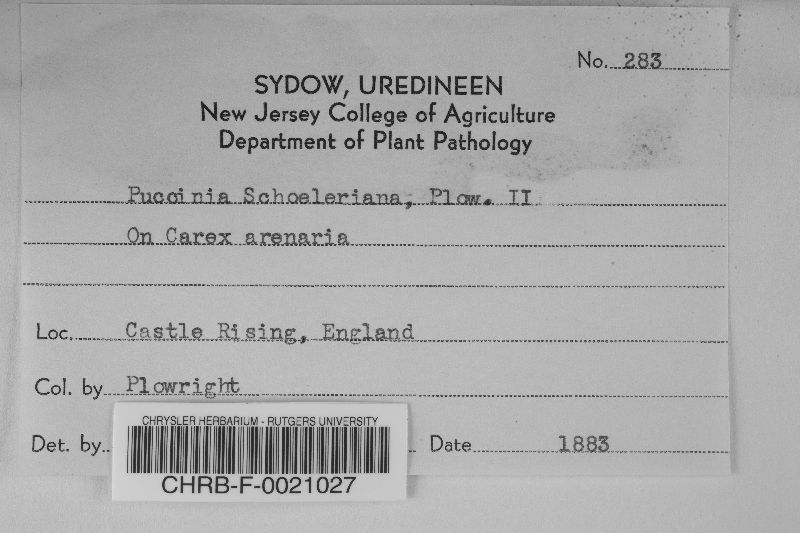 No. 283
SYDOW, UREDINEEN
New Jersey College of Agriculture
Department of Plant Pathology
Puccinia Schoeleriana, Plow. II
On Carex arenaria
Loc. Castle Rising, England
Col. by Plowright
Det. by Date 1883
CHRYSLER HERBARIUM - RUTGERS UNIVERSITY
CHRB-F-0021027